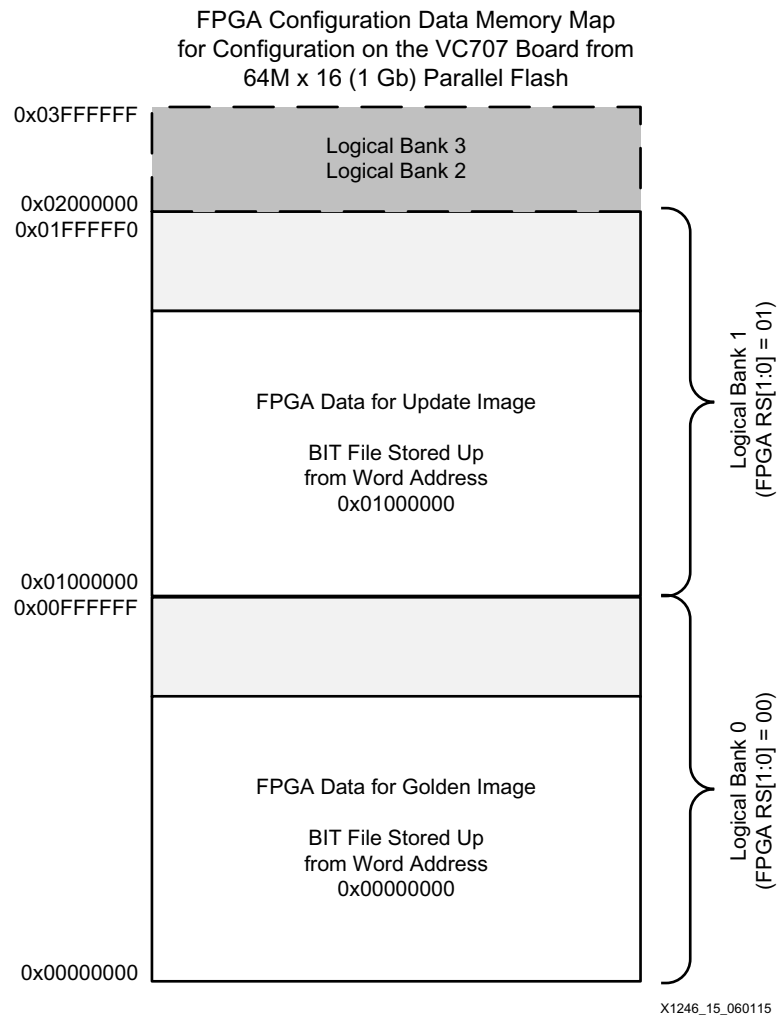 FPGA Configuration Data Memory Map
for Configuration on the VC707 Board from
64M x 16 (1 Gb) Parallel Flash
0x03FFFFFF
Logical Bank 3
Logical Bank 2
0x02000000
0x01FFFFF0
FPGA Data for Update Image
BIT File Stored Up
from Word Address
0x01000000
Logical Bank 1
(FPGA RS[1:0] = 01)
0x01000000
0x00FFFFFF
FPGA Data for Golden Image
BIT File Stored Up
from Word Address
0x00000000
Logical Bank 0
(FPGA RS[1:0] = 00)
0x00000000
X1246_15_060115